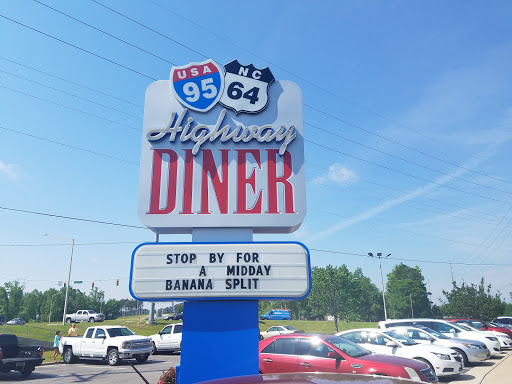 USA NC
95 64
Highway
DINER
STOP BY FOR
A MIDDAY
BANANA SPLIT